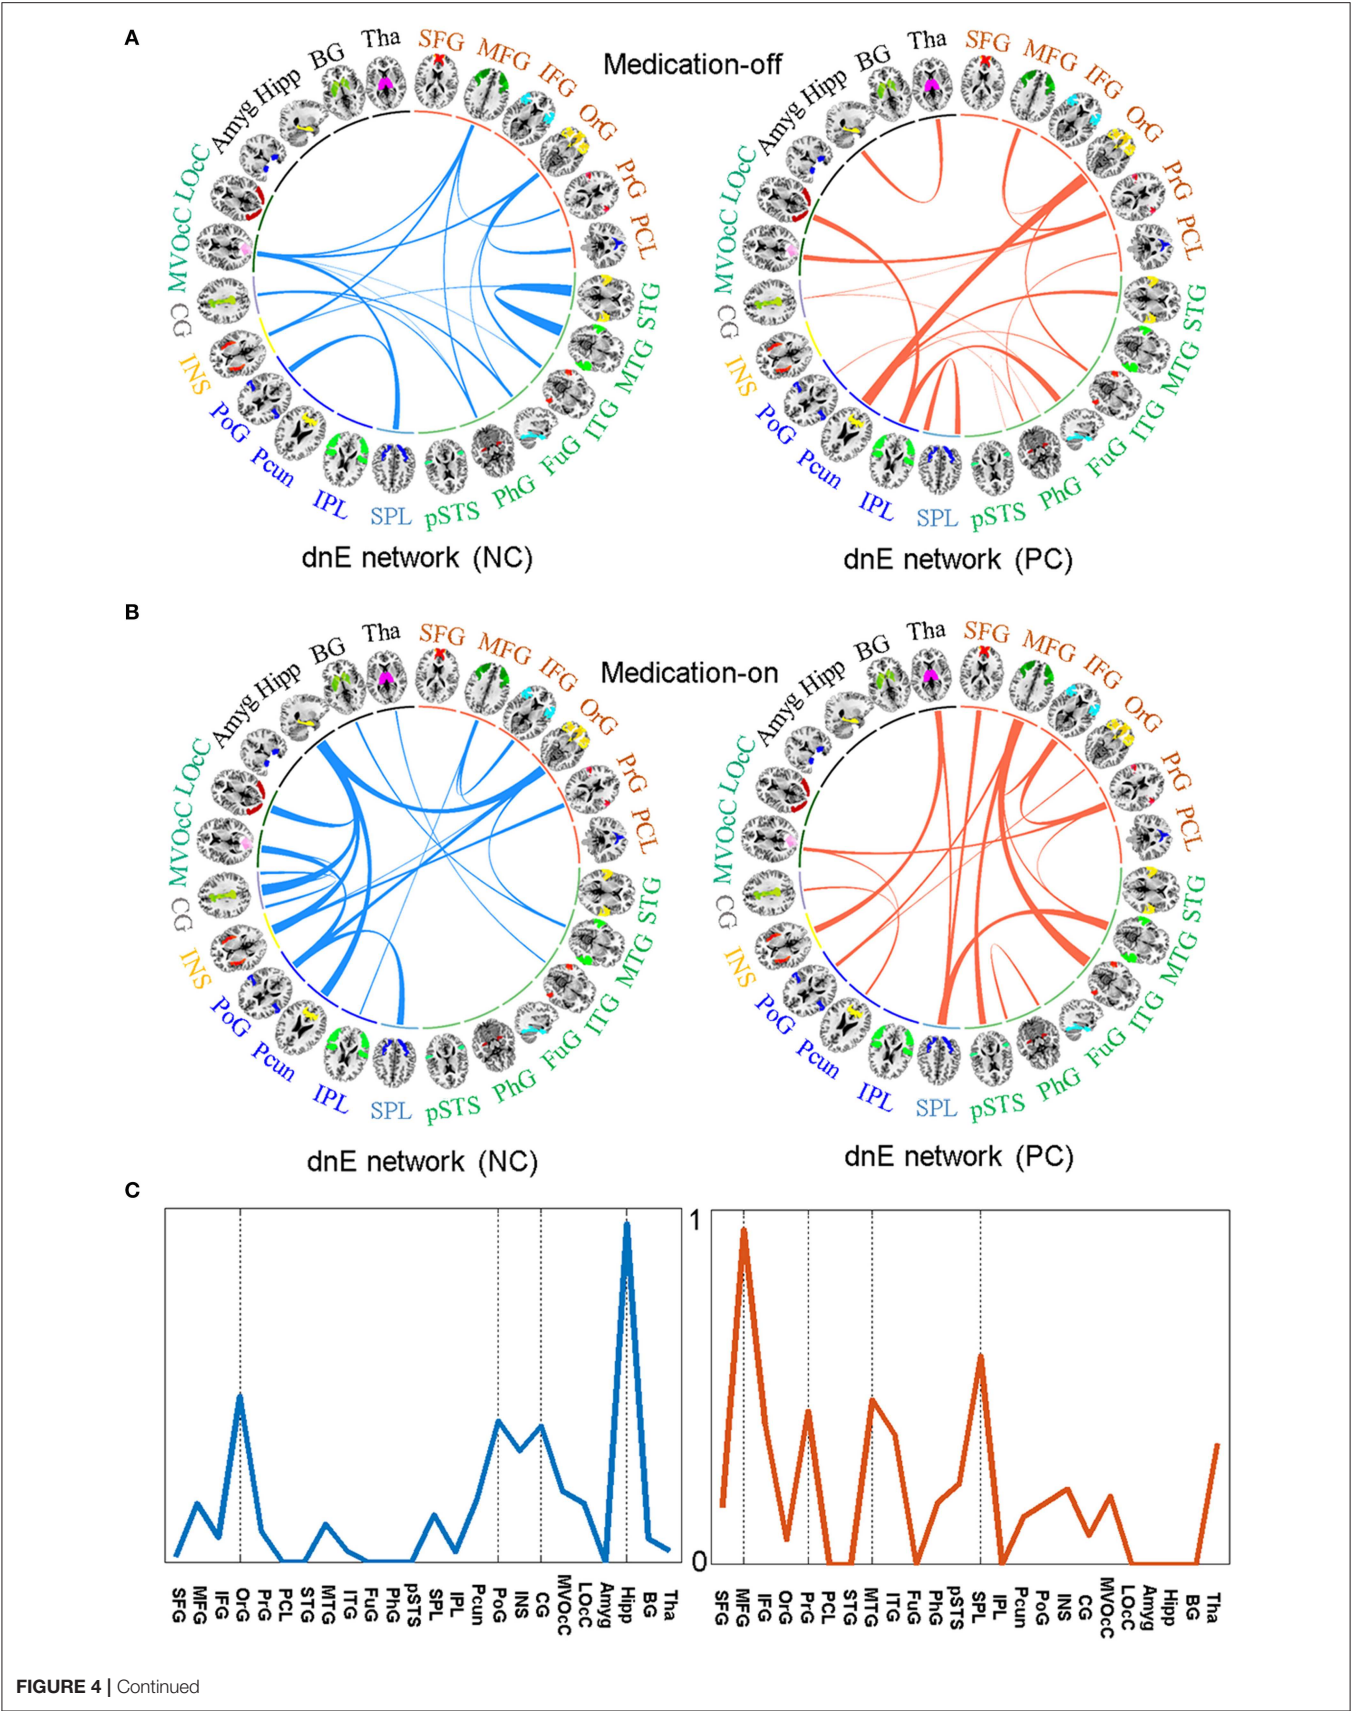 A
Medication-off
Tha
SFG
MFG
IFG
OrG
PrG
PCL
STG
MTG
ITG
FuG
PhG
pSTS
SPL
IPL
Pcun
PoG
INS
CG
MVOcC
LOcC
Amyg
Hipp
BG
dnE network (NC)
Tha
SFG
MFG
IFG
OrG
PrG
PCL
STG
MTG
ITG
FuG
PhG
pSTS
SPL
IPL
Pcun
PoG
INS
CG
MVOcC
LOcC
Amyg
Hipp
BG
dnE network (PC)
B
Medication-on
Tha
SFG
MFG
IFG
OrG
PrG
PCL
STG
MTG
ITG
FuG
PhG
pSTS
SPL
IPL
Pcun
PoG
INS
CG
MVOcC
LOcC
Amyg
Hipp
BG
dnE network (NC)
Tha
SFG
MFG
IFG
OrG
PrG
PCL
STG
MTG
ITG
FuG
PhG
pSTS
SPL
IPL
Pcun
PoG
INS
CG
MVOcC
LOcC
Amyg
Hipp
BG
dnE network (PC)
C
1
0
SFG
MFG
IFG
OrG
PrG
PCL
STG
MTG
ITG
FuG
PhG
pSTS
SPL
IPL
Pcun
PoG
INS
CG
MVOcC
LOcC
Amyg
Hipp
BG
Tha
SFG
MFG
IFG
OrG
PrG
PCL
STG
MTG
ITG
FuG
PhG
pSTS
SPL
IPL
Pcun
PoG
INS
CG
MVOcC
LOcC
Amyg
Hipp
BG
Tha
FIGURE 4 | Continued